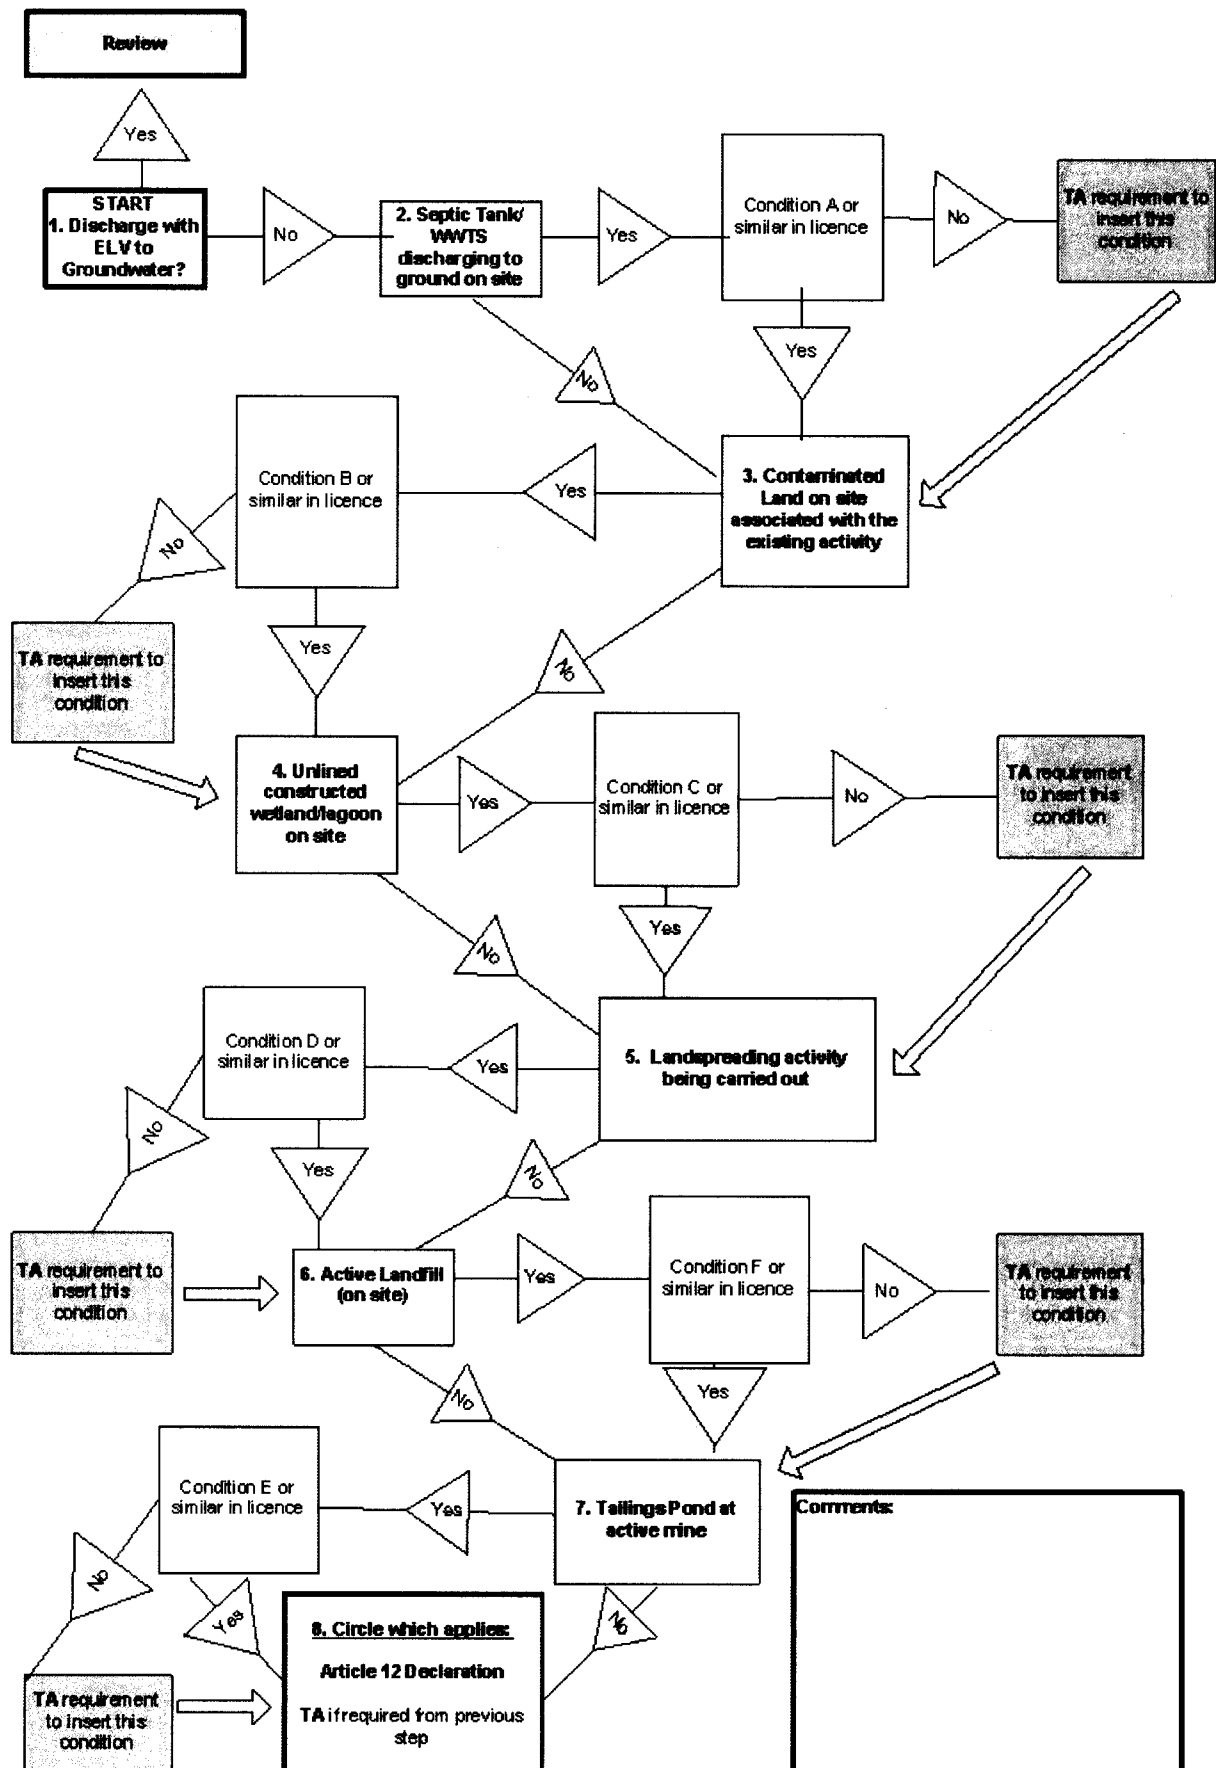 Review
Yes
START
1. Discharge with
ELV to
Groundwater?
No
2. Septic Tank/
WWTS
discharging to
ground on site
Yes
Condition A or
similar in licence
No
TA requirement to
insert this
condition
Yes
No
3. Contaminated
Land on site
associated with the
existing activity
Yes
Condition B or
similar in licence
No
TA requirement to
insert this
condition
Yes
No
4. Unlined
constructed
wetland/lagoon
on site
Yes
Condition C or
similar in licence
No
TA requirement
to insert this
condition
Yes
No
5. Landspreading activity
being carried out
Yes
Condition D or
similar in licence
No
TA requirement to
insert this
condition
Yes
No
6. Active Landfill
(on site)
Yes
Condition F or
similar in licence
No
TA requirement
to insert this
condition
Yes
No
7. Tailings Pond at
active mine
Yes
Condition E or
similar in licence
No
TA requirement
to insert this
condition
Yes
No
8. Circle which applies:
Article 12 Declaration
TA if required from previous
step
Comments: